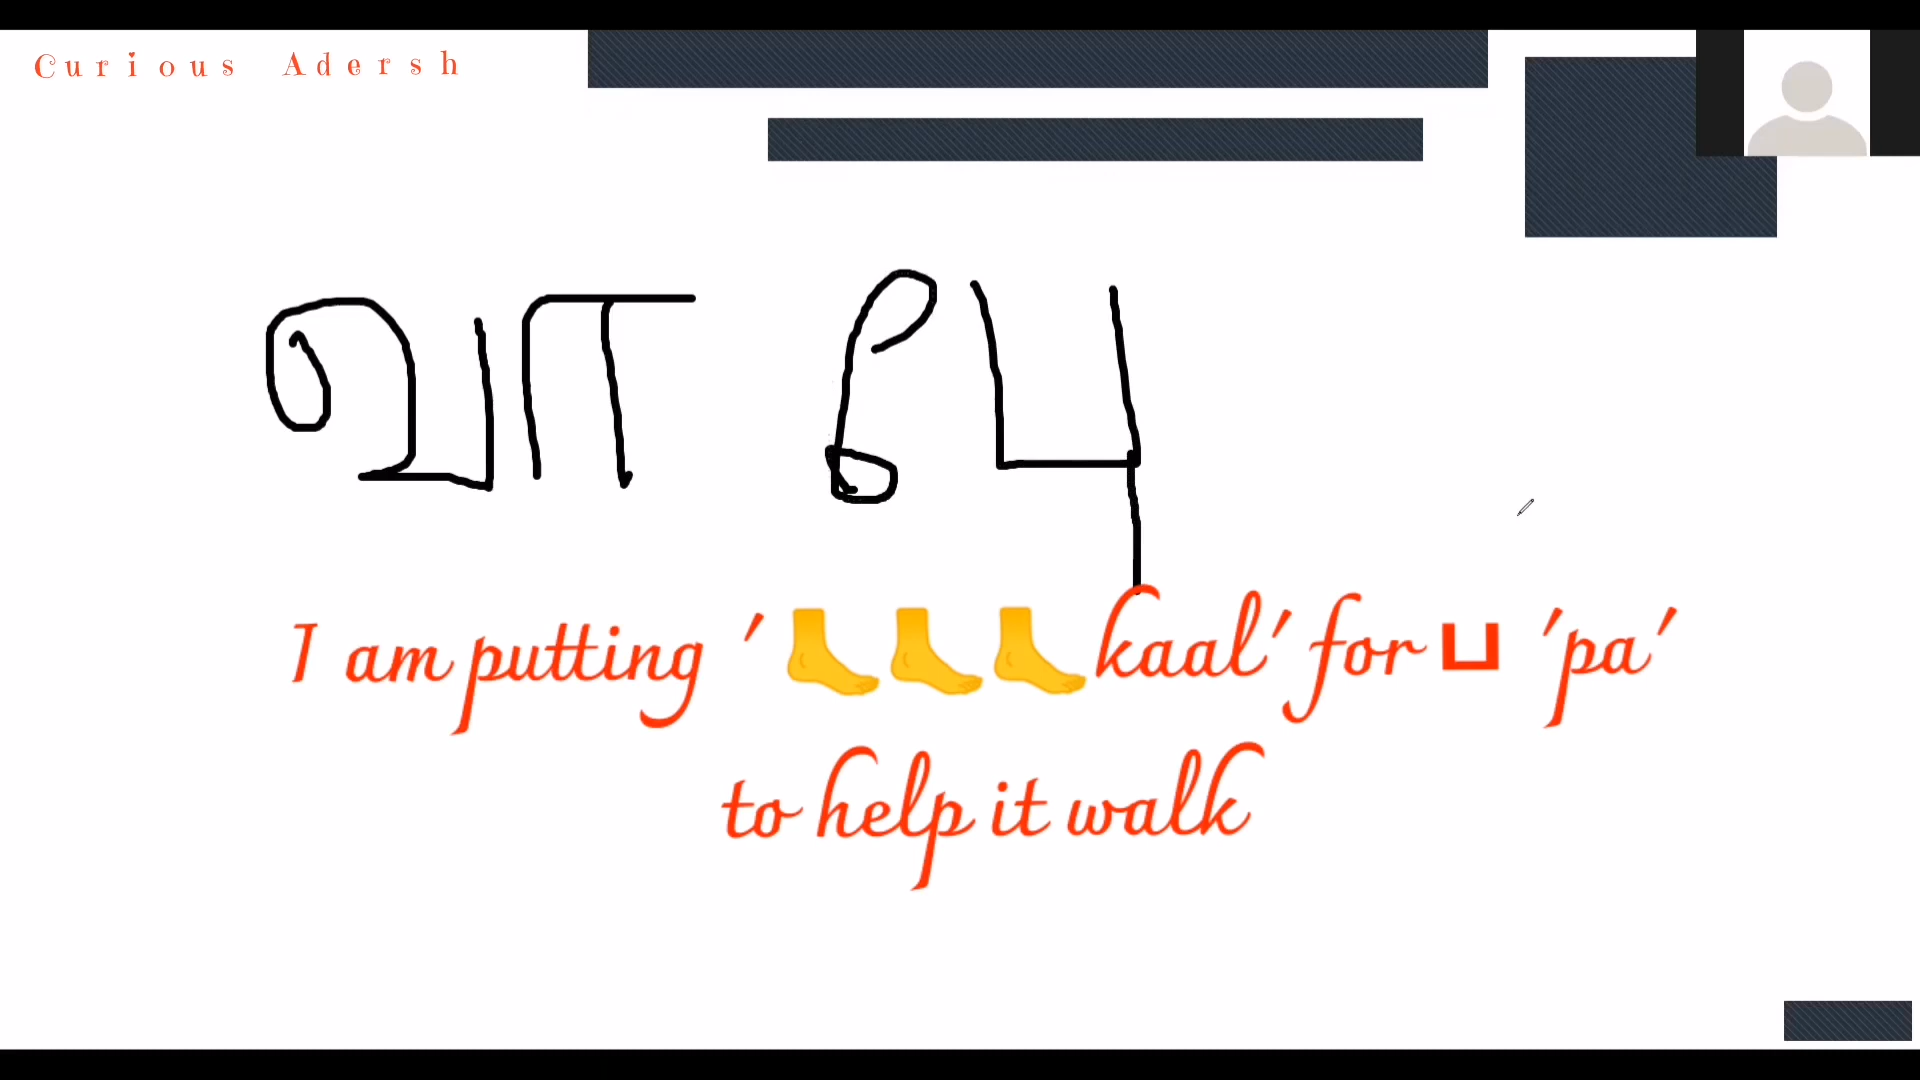 Curious Adersh
வா
I am putting '🦶🦶🦶kaal' for ப 'pa'
to help it walk